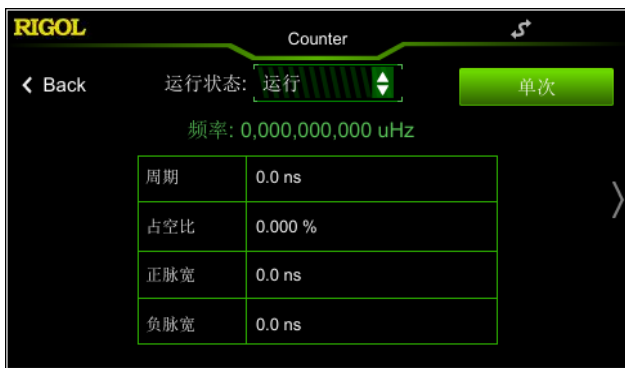 RIGOL
Counter
Back
运行状态: 运行
单次
频率: 0,000,000,000 uHz
周期 0.0 ns
占空比 0.000 %
正脉宽 0.0 ns
负脉宽 0.0 ns